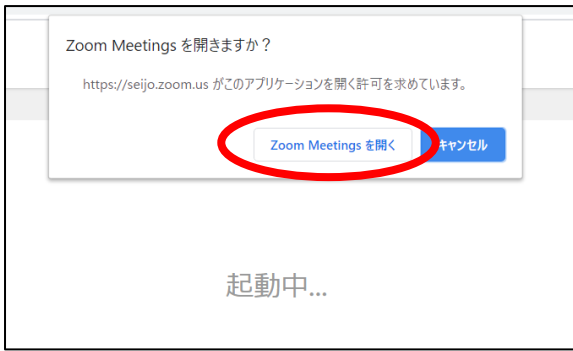 Zoom Meetings を開きますか？
https://seijo.zoom.us がこのアプリケーションを開く許可を求めています。
Zoom Meetings を開く
キャンセル
起動中...